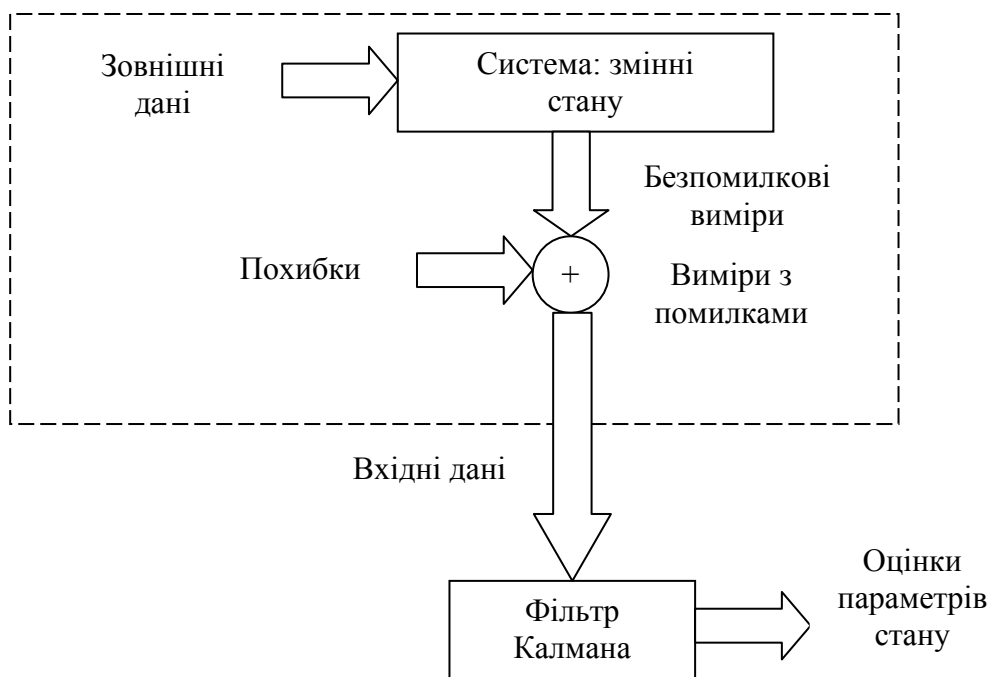 Зовнішні
дані
Система: змінні
стану
Безпомилкові
виміри
Похибки
+
Виміри з
помилками
Вхідні дані
Фільтр
Калмана
Оцінки
параметрів
стану